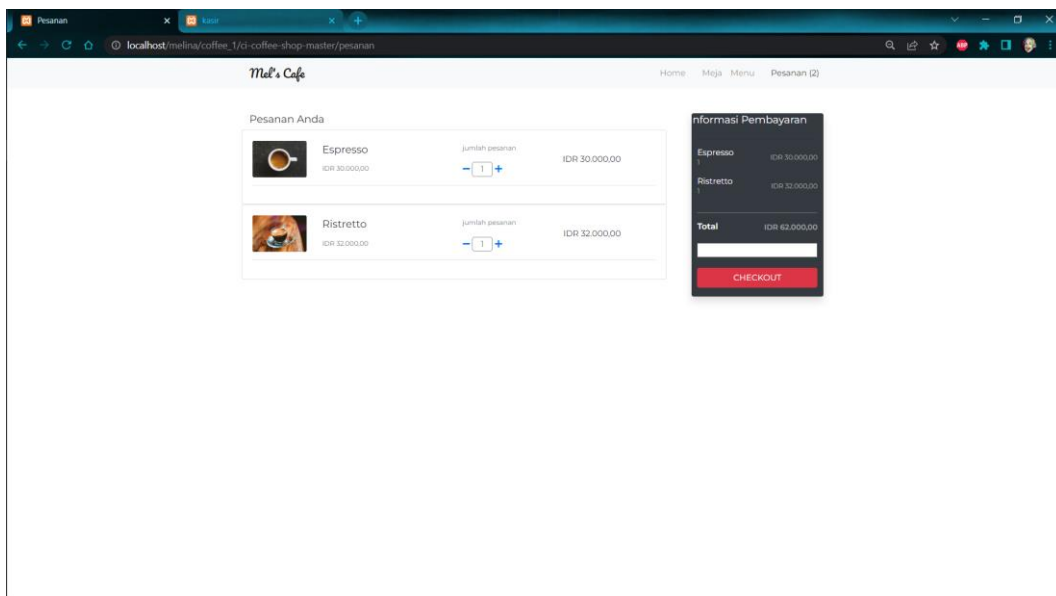 Pesanan
kasir
localhost/melina/coffee_1/ci-coffee-shop-master/pesanan
Mel's Cafe
Home Meja Menu Pesanan (2)
Pesanan Anda
Espresso
IDR 30.000,00
jumlah pesanan
1
IDR 30.000,00
Ristretto
IDR 32.000,00
jumlah pesanan
1
IDR 32.000,00
nformasi Pembayaran
Espresso IDR 30.000,00
1
Ristretto IDR 32.000,00
1
Total IDR 62.000,00
CHECKOUT